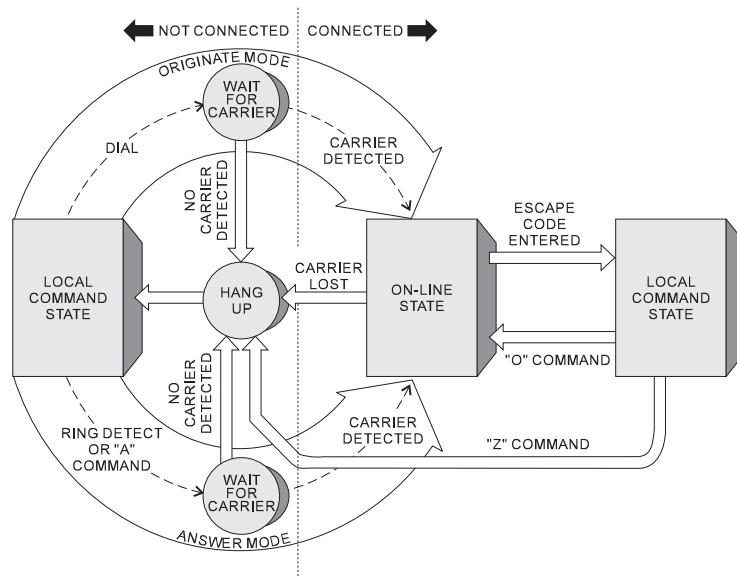 NOT CONNECTED
CONNECTED
ORIGINATE MODE
WAIT
FOR
CARRIER
DIAL
CARRIER
DETECTED
NO
CARRIER
DETECTED
ESCAPE
CODE
ENTERED
LOCAL
COMMAND
STATE
HANG
UP
CARRIER
LOST
ON-LINE
STATE
LOCAL
COMMAND
STATE
"O" COMMAND
NO
CARRIER
DETECTED
RING DETECT
OR "A"
COMMAND
CARRIER
DETECTED
"Z" COMMAND
WAIT
FOR
CARRIER
ANSWER MODE